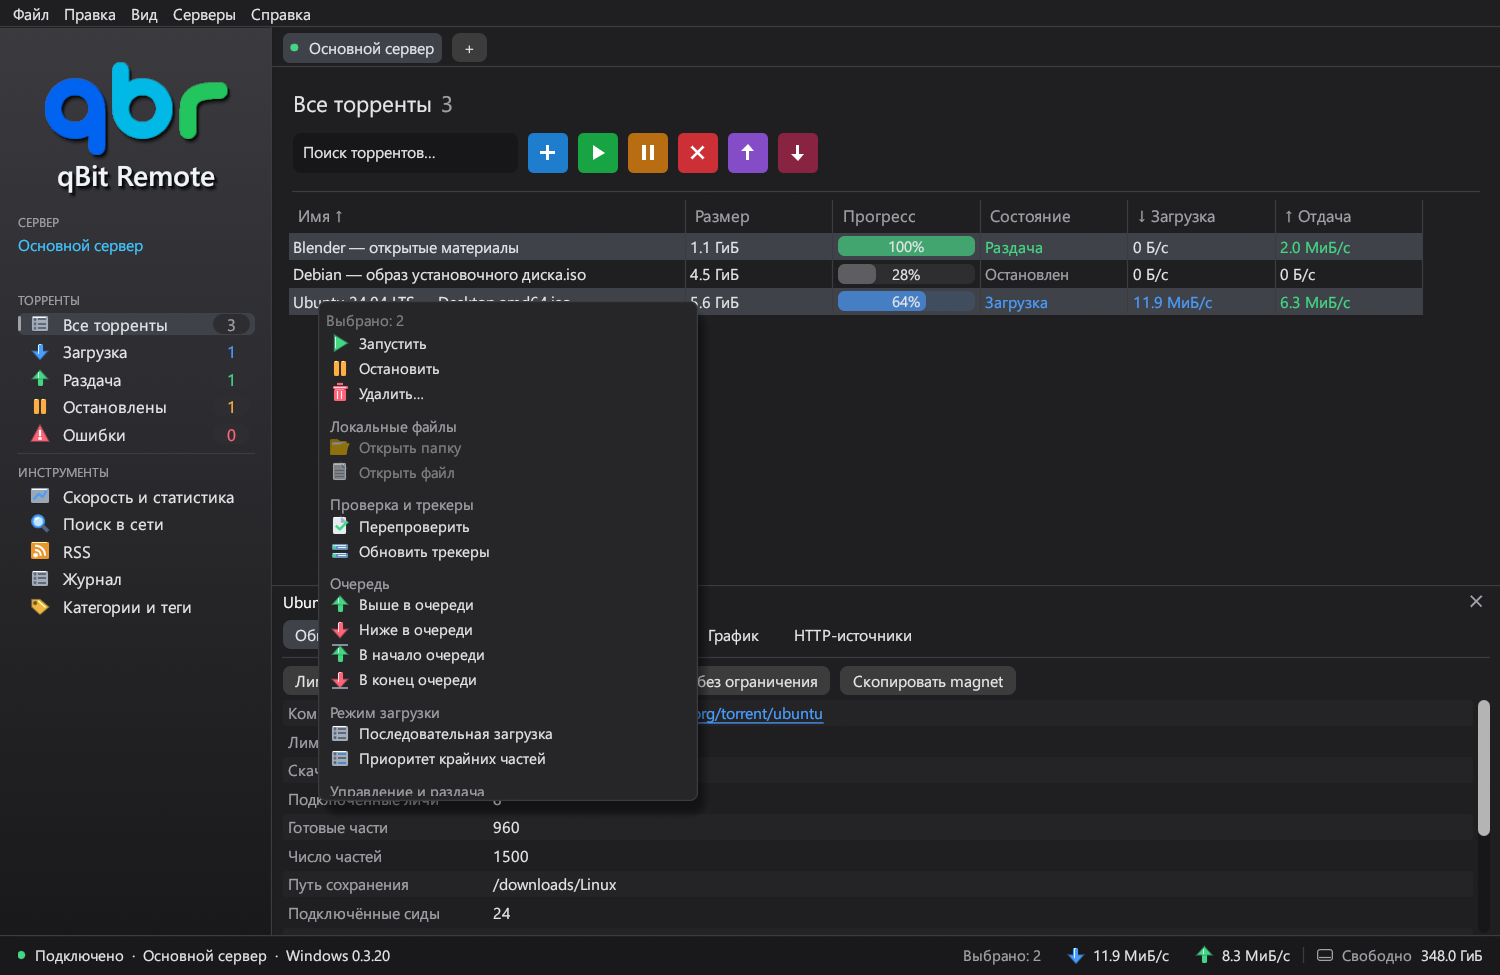 Файл Правка Вид Серверы Справка
qbr
qBit Remote
СЕРВЕР
Основной сервер
ТОРРЕНТЫ
Все торренты 3
Загрузка 1
Раздача 1
Остановлены 1
Ошибки 0
ИНСТРУМЕНТЫ
Скорость и статистика
Поиск в сети
RSS
Журнал
Категории и теги
Основной сервер +
Все торренты 3
Поиск торрентов...
Имя ↑ Размер Прогресс Состояние ↓ Загрузка ↑ Отдача
Blender — открытые материалы 1.1 ГиБ 100% Раздача 0 Б/с 2.0 МиБ/с
Debian — образ установочного диска.iso 4.5 ГиБ 28% Остановлен 0 Б/с 0 Б/с
5.6 ГиБ 64% Загрузка 11.9 МиБ/с 6.3 МиБ/с
Выбрано: 2
Запустить
Остановить
Удалить...
Локальные файлы
Открыть папку
Открыть файл
Проверка и трекеры
Перепроверить
Обновить трекеры
Очередь
Выше в очереди
Ниже в очереди
В начало очереди
В конец очереди
Режим загрузки
Последовательная загрузка
Приоритет крайних частей
Управление и раздача
График HTTP-источники
без ограничения Скопировать magnet
org/torrent/ubuntu
Готовые части 960
Число частей 1500
Путь сохранения /downloads/Linux
Подключённые сиды 24
Подключено · Основной сервер · Windows 0.3.20
Выбрано: 2 11.9 МиБ/с 8.3 МиБ/с Свободно 348.0 ГиБ